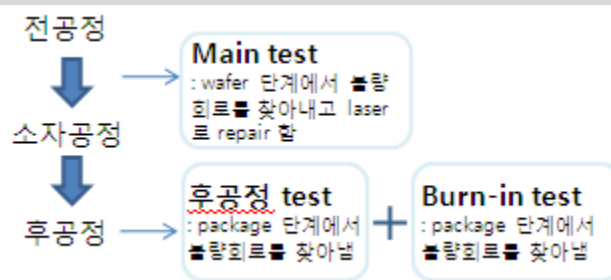 전공정
Main test
: wafer 단계에서 불량
회로를 찾아내고 laser
로 repair 함
소자공정
후공정 test
: package 단계에서
불량회로를 찾아냄
+
Burn-in test
: package 단계에서
불량회로를 찾아냄
후공정